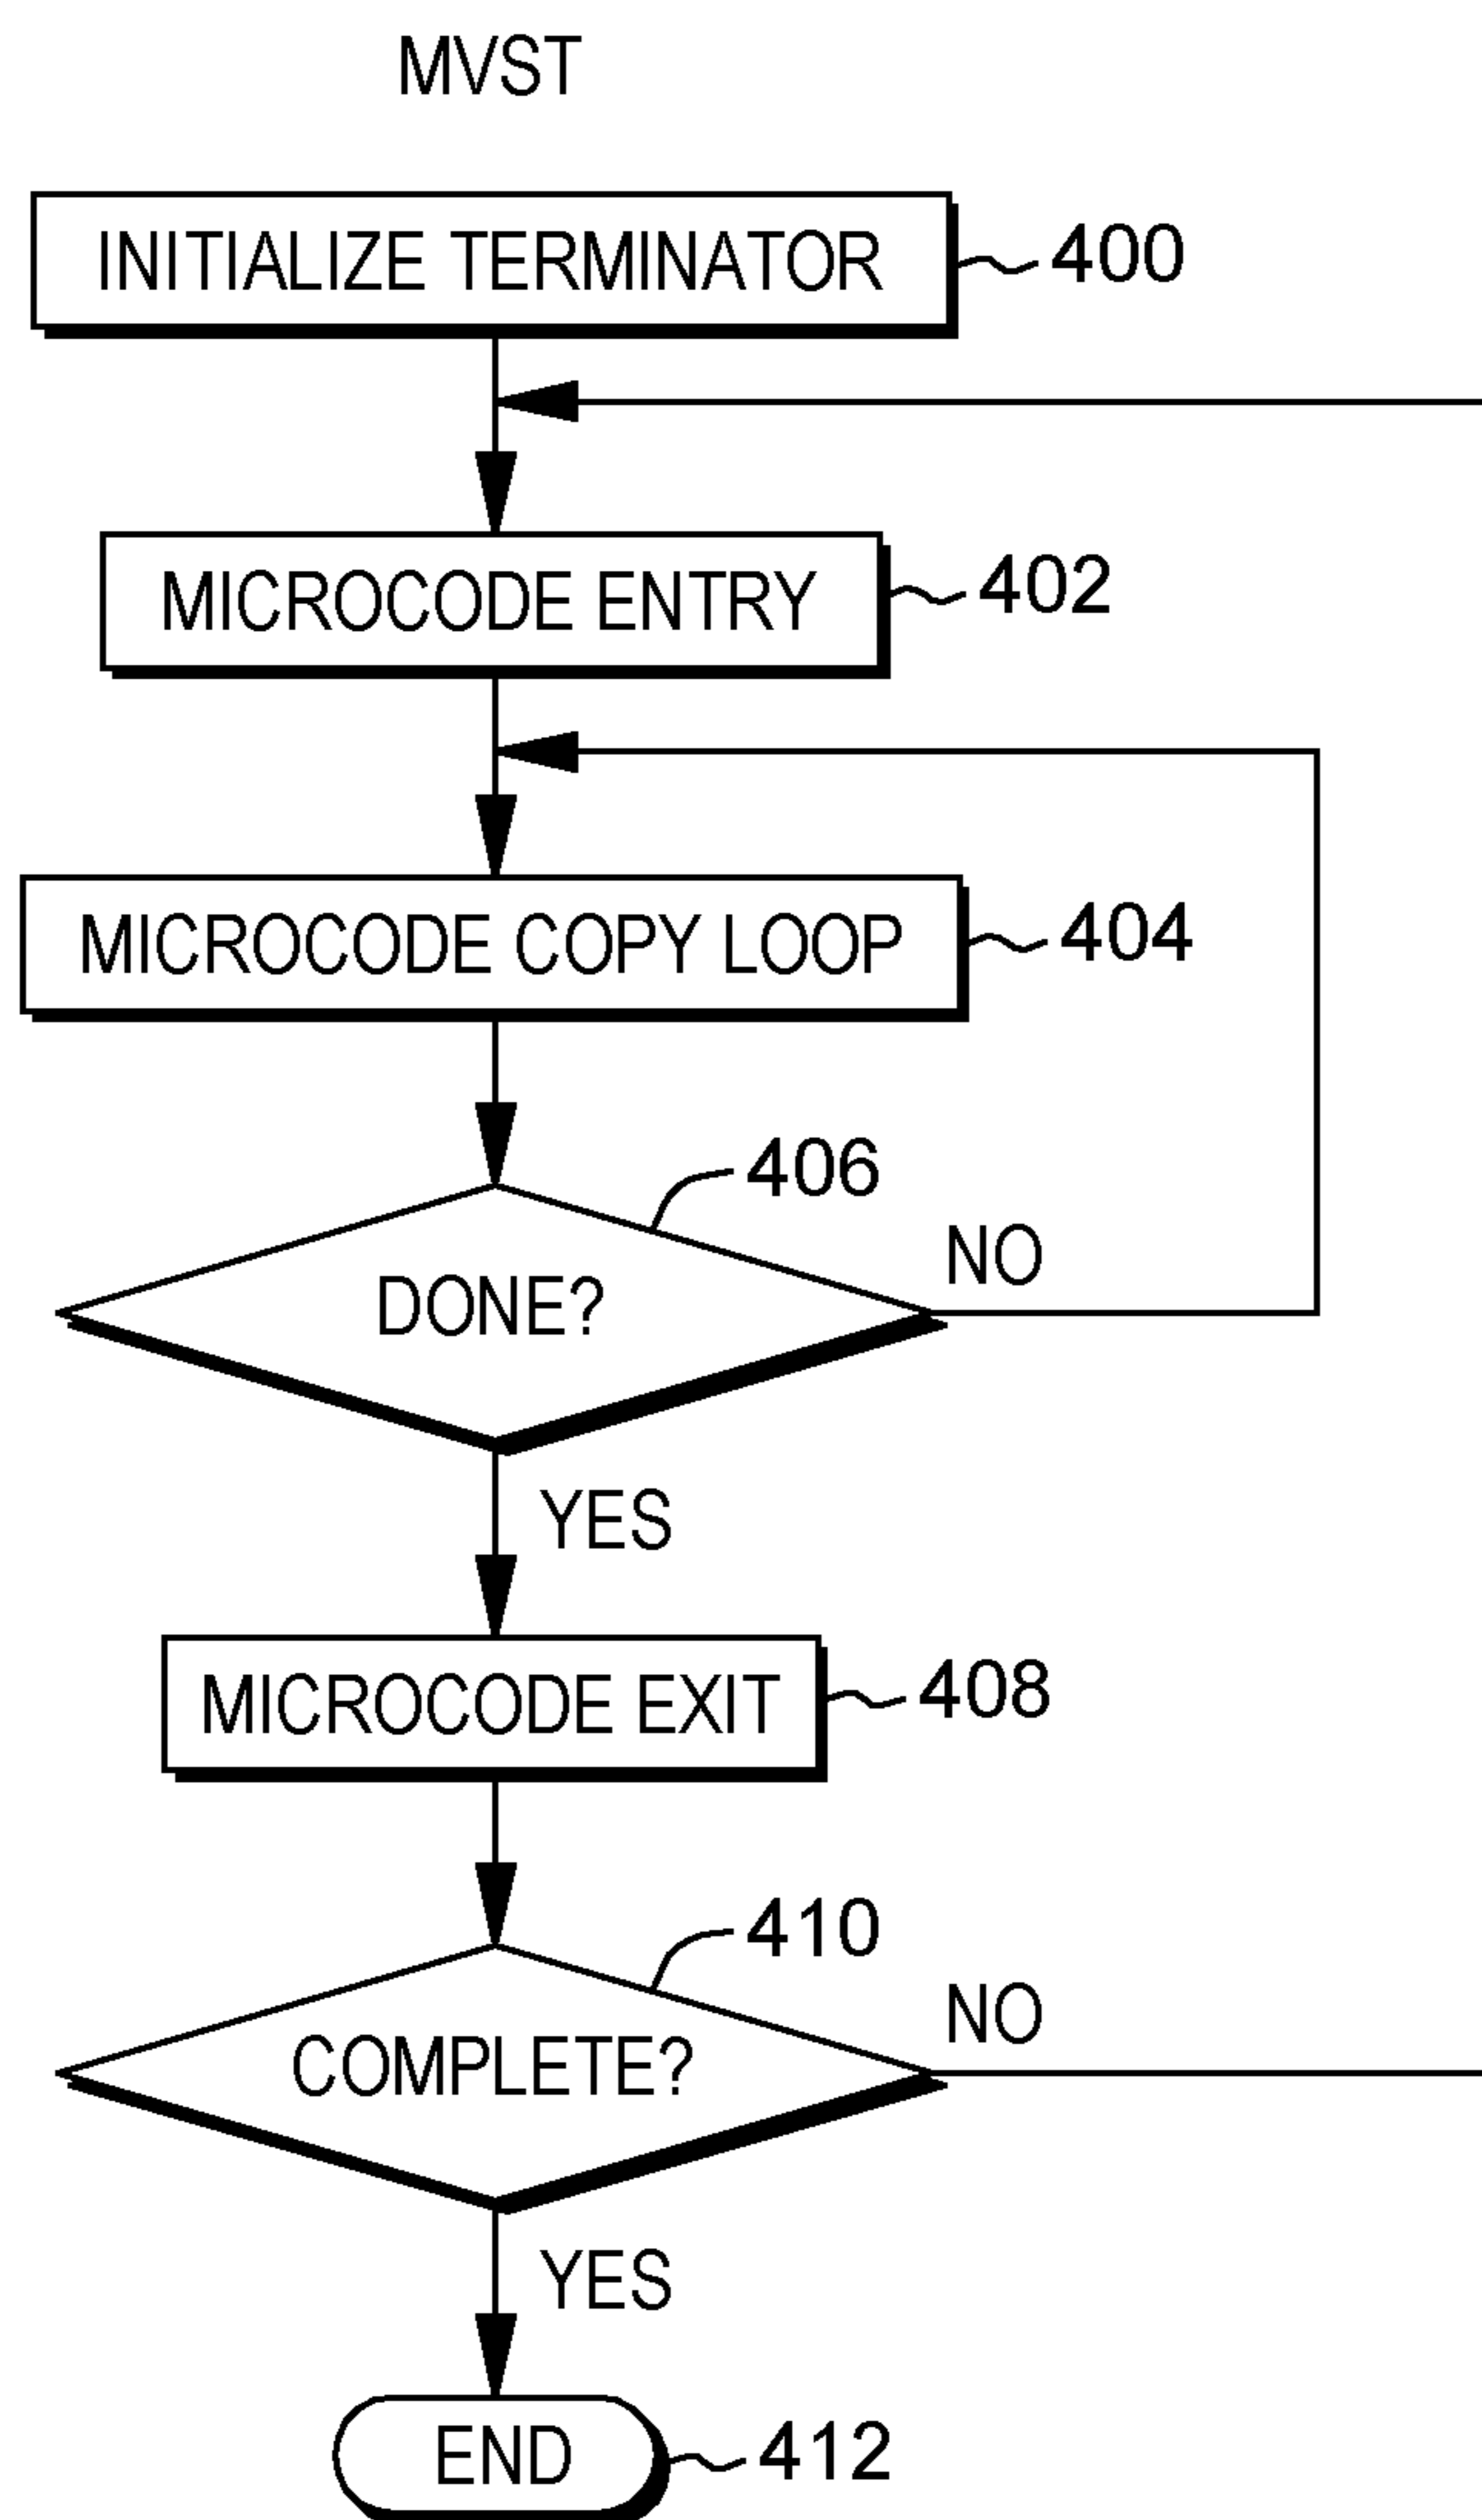 MVST
INITIALIZE TERMINATOR
400
MICROCODE ENTRY
402
MICROCODE COPY LOOP
404
406
DONE?
NO
YES
MICROCODE EXIT
408
410
COMPLETE?
NO
YES
END
412